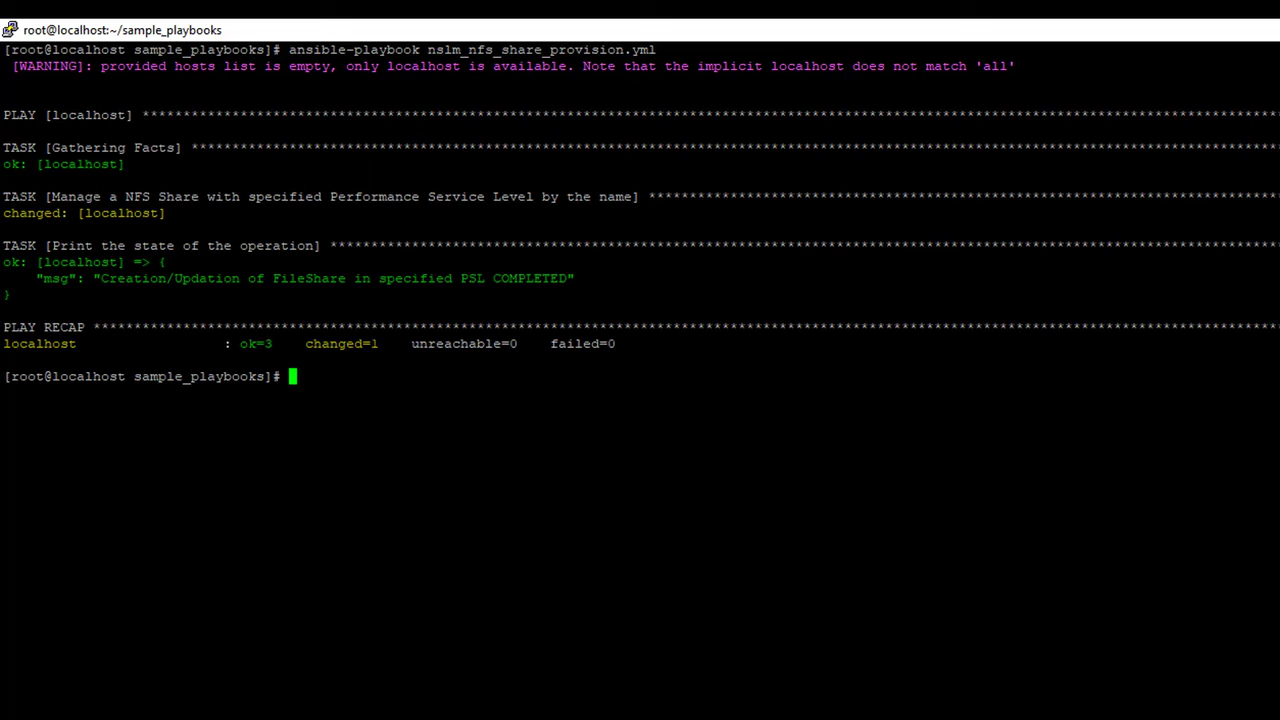 root@localhost:~/sample_playbooks
[root@localhost sample_playbooks]# ansible-playbook nslm_nfs_share_provision.yml
[WARNING]: provided hosts list is empty, only localhost is available. Note that the implicit localhost does not match 'all'
PLAY [localhost] ******************************************************************************************************************************************
TASK [Gathering Facts] ************************************************************************************************************************************
ok: [localhost]
TASK [Manage a NFS Share with specified Performance Service Level by the name] *****************************************************************************
changed: [localhost]
TASK [Print the state of the operation] *******************************************************************************************************************
ok: [localhost] => {
"msg": "Creation/Updation of FileShare in specified PSL COMPLETED"
}
PLAY RECAP ************************************************************************************************************************************************
localhost : ok=3 changed=1 unreachable=0 failed=0
[root@localhost sample_playbooks]#